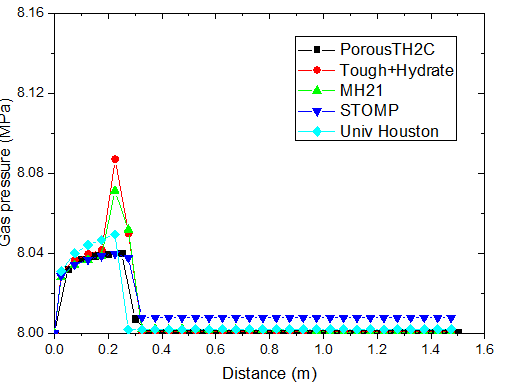 8.16
8.12
8.08
8.04
8.00
Gas pressure (MPa)
PorousTH2C
Tough+Hydrate
MH21
STOMP
Univ Houston
0.0 0.2 0.4 0.6 0.8 1.0 1.2 1.4 1.6
Distance (m)